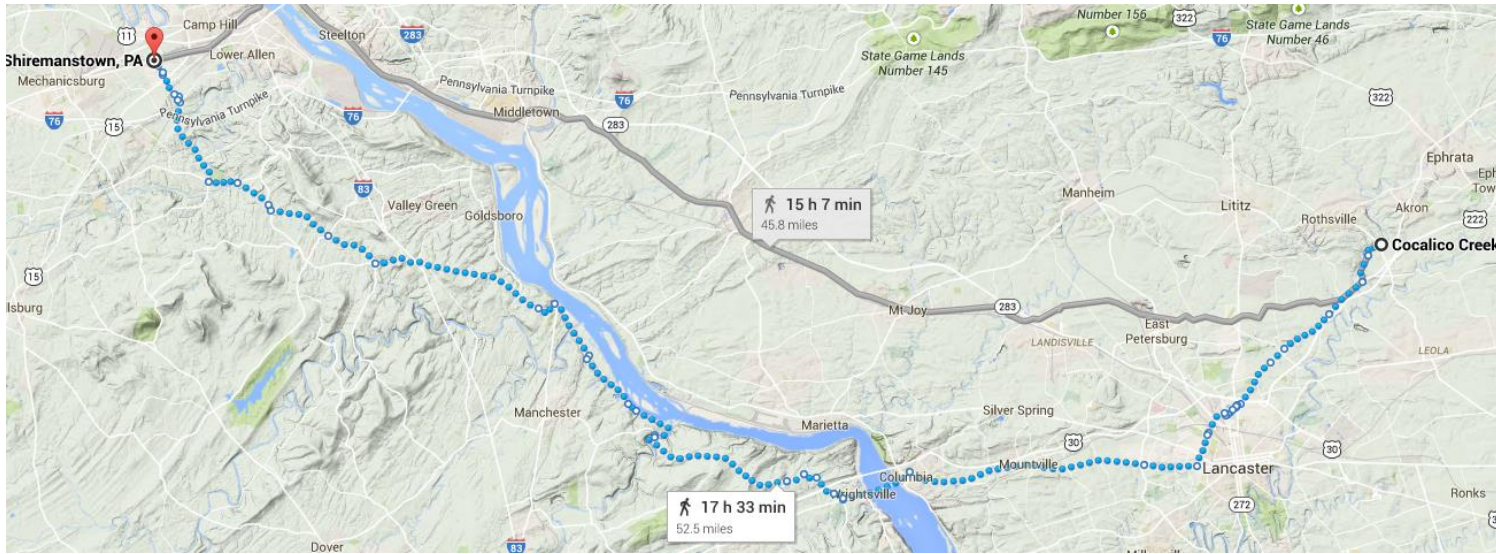 11
Camp Hill
Steelton
283
Number 156
322
State Game Lands
Number 46
76
State Game Lands
Number 145
Shiremanstown, PA
Lower Allen
Mechanicsburg
Pennsylvania Turnpike
Pennsylvania Turnpike
Pennsylvania Turnpike
76
76
76
15
Middletown
283
322
Ephrata
83
Valley Green
Goldsboro
15 h 7 min
45.8 miles
Manheim
Lititz
Rothsville
Akron
222
Cocalico Creek
15
Mt Joy
283
East
Petersburg
LANDISVILLE
LEOLA
Manchester
Silver Spring
Marietta
30
30
Mountville
Columbia
Lancaster
17 h 33 min
52.5 miles
272
Ronks
Dover
83